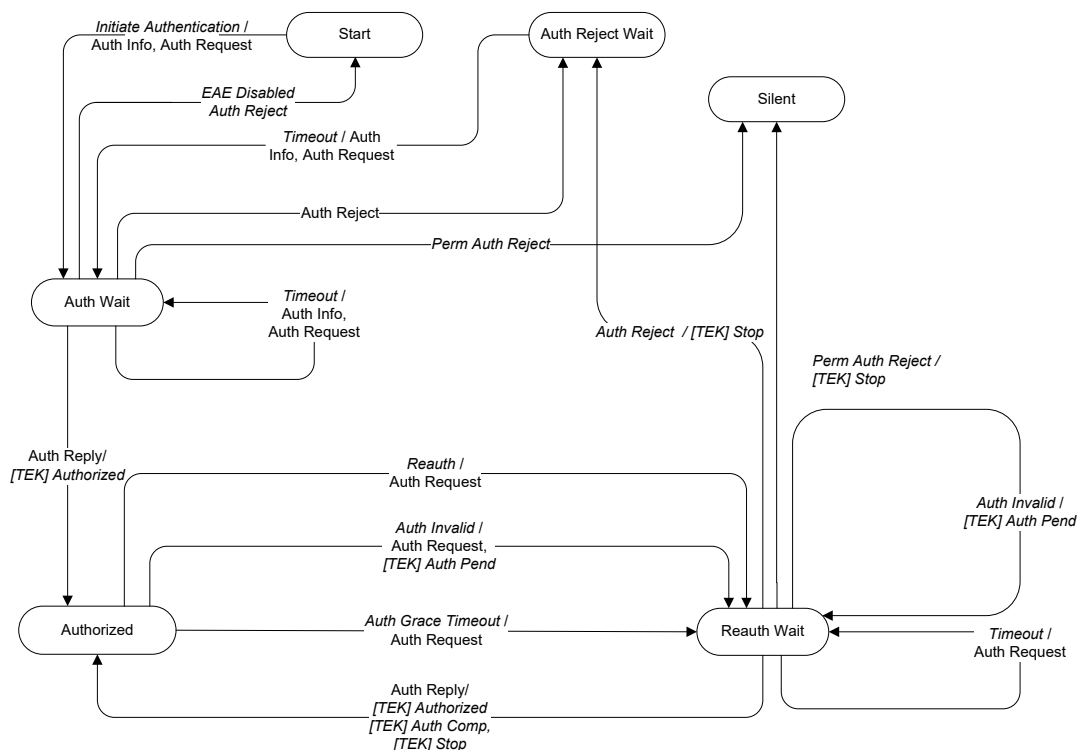 Initiate Authentication /
Auth Info, Auth Request
Start
Auth Reject Wait
EAE Disabled
Auth Reject
Silent
Timeout / Auth
Info, Auth Request
Auth Reject
Perm Auth Reject
Auth Wait
Timeout /
Auth Info,
Auth Request
Auth Reject / [TEK] Stop
Perm Auth Reject /
[TEK] Stop
Auth Reply/
[TEK] Authorized
Reauth /
Auth Request
Auth Invalid /
[TEK] Auth Pend
Auth Invalid /
Auth Request,
[TEK] Auth Pend
Authorized
Auth Grace Timeout /
Auth Request
Reauth Wait
Timeout /
Auth Request
Auth Reply/
[TEK] Authorized
[TEK] Auth Comp,
[TEK] Stop